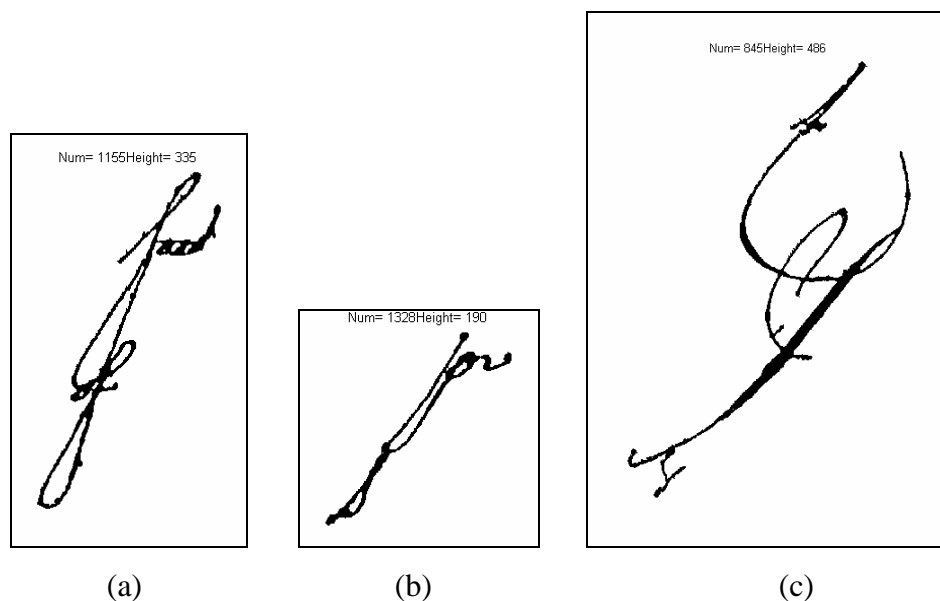 Num= 845Height= 486
Num= 1155Height= 335
Num= 1328Height= 190
(a) (b) (c)